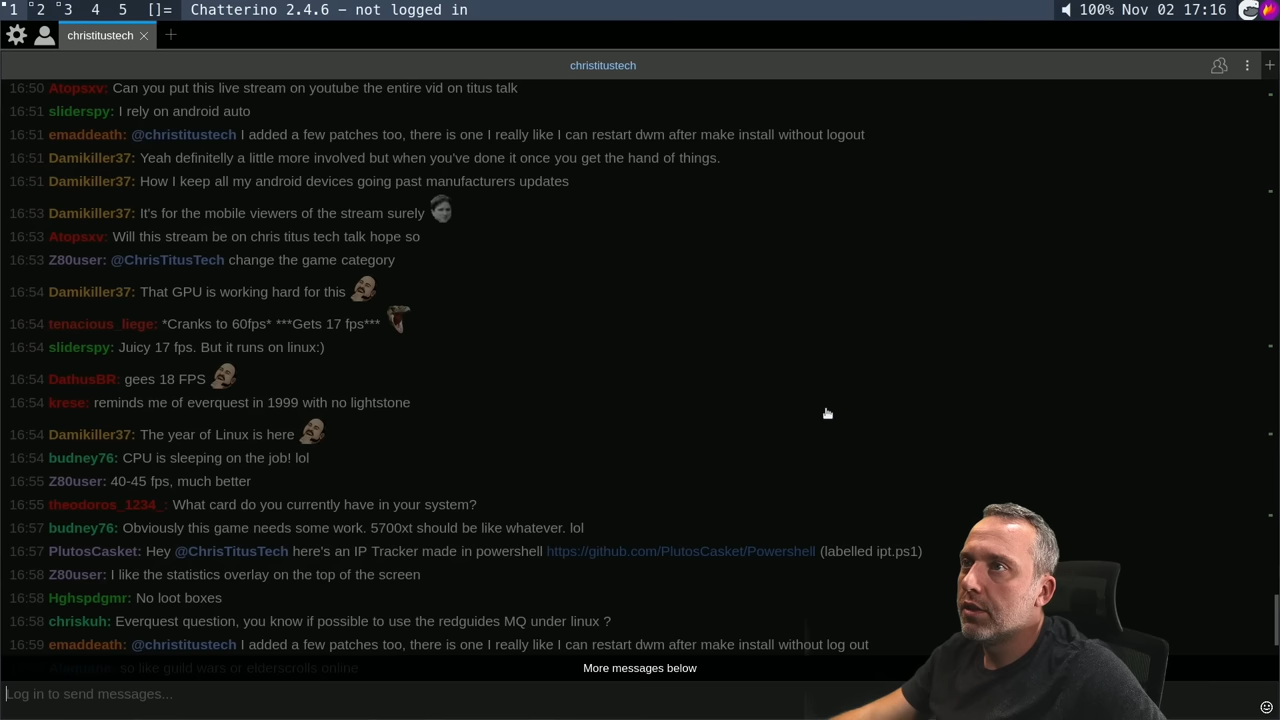 1 2 3 4 5 []= Chatterino 2.4.6 – not logged in 100% Nov 02 17:16
christitustech
christitustech
16:50 Atopsxv: Can you put this live stream on youtube the entire vid on titus talk
16:51 sliderspy: I rely on android auto
16:51 emaddeath: @christitustech I added a few patches too, there is one I really like I can restart dwm after make install without logout
16:51 Damikiller37: Yeah definitelly a little more involved but when you've done it once you get the hand of things.
16:51 Damikiller37: How I keep all my android devices going past manufacturers updates
16:53 Damikiller37: It's for the mobile viewers of the stream surely
16:53 Atopsxv: Will this stream be on chris titus tech talk hope so
16:53 Z80user: @ChrisTitusTech change the game category
16:54 Damikiller37: That GPU is working hard for this
16:54 tenacious_liege: *Cranks to 60fps* ***Gets 17 fps***
16:54 sliderspy: Juicy 17 fps. But it runs on linux:)
16:54 DathusBR: gees 18 FPS
16:54 krese: reminds me of everquest in 1999 with no lightstone
16:54 Damikiller37: The year of Linux is here
16:54 budney76: CPU is sleeping on the job! lol
16:55 Z80user: 40-45 fps, much better
16:55 theodoros_1234_: What card do you currently have in your system?
16:57 budney76: Obviously this game needs some work. 5700xt should be like whatever. lol
16:57 PlutosCasket: Hey @ChrisTitusTech here's an IP Tracker made in powershell https://github.com/PlutosCasket/Powershell (labelled ipt.ps1)
16:58 Z80user: I like the statistics overlay on the top of the screen
16:58 Hghspdgmr: No loot boxes
16:58 chriskuh: Everquest question, you know if possible to use the redguides MQ under linux ?
16:59 emaddeath: @christitustech I added a few patches too, there is one I really like I can restart dwm after make install without log out
so like guild wars or elderscrolls online
More messages below
Log in to send messages...